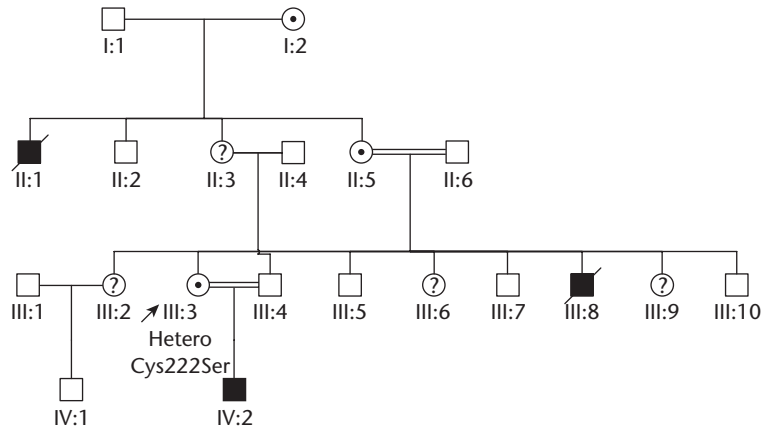 I:1 I:2
? 
II:1 II:2 II:3 II:4 II:5 II:6
? ? ?
III:1 III:2 III:3 III:4 III:5 III:6 III:7 III:8 III:9 III:10
Hetero
Cys222Ser
IV:1 IV:2